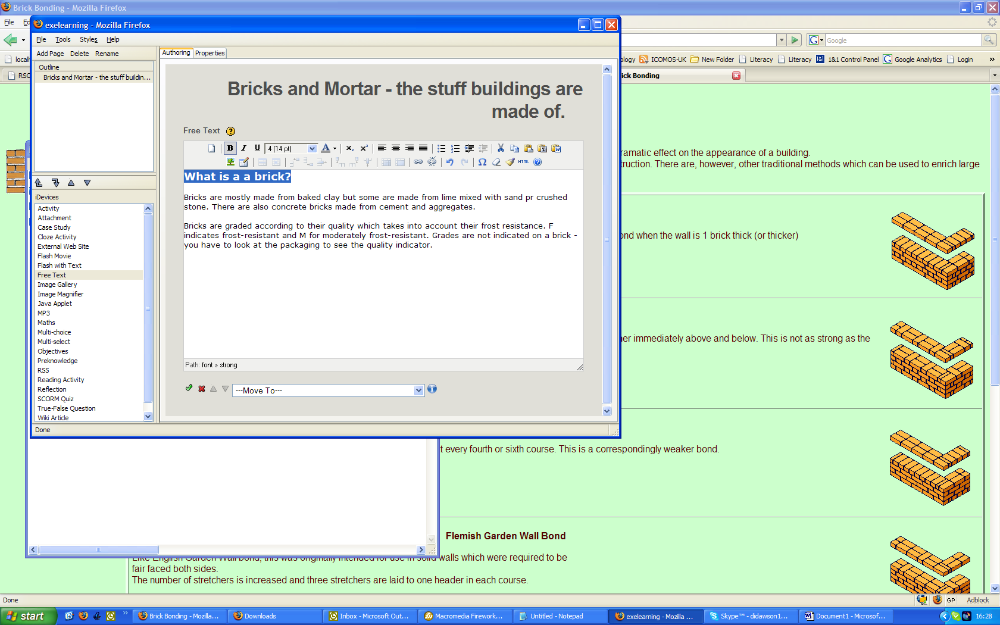 Brick Bonding - Mozilla Firefox
File
exelearning - Mozilla Firefox
File Tools Styles Help
Google
Add Page Delete Rename
Authoring Properties
ICOMOS-UK New Folder Literacy Literacy 1&1 Control Panel Google Analytics Login »
Outline
Bricks and Mortar - the stuff buildin...
RSC
ick Bonding
Bricks and Mortar - the stuff buildings are
made of.
Free Text
B I U 4 (14 pt) A
HTML
What is a a brick?
Bricks are mostly made from baked clay but some are made from lime mixed with sand pr crushed
stone. There are also concrete bricks made from cement and aggregates.
Bricks are graded according to their quality which takes into account their frost resistance. F
indicates frost-resistant and M for moderately frost-resistant. Grades are not indicated on a brick -
you have to look at the packaging to see the quality indicator.
Path: font » strong
---Move To---
iDevices
Activity
Attachment
Case Study
Cloze Activity
External Web Site
Flash Movie
Flash with Text
Free Text
Image Gallery
Image Magnifier
Java Applet
MP3
Maths
Multi-choice
Multi-select
Objectives
Preknowledge
RSS
Reading Activity
Reflection
SCORM Quiz
True-False Question
Wiki Article
Done
ramatic effect on the appearance of a building.
truction. There are, however, other traditional methods which can be used to enrich large
ond when the wall is 1 brick thick (or thicker)
her immediately above and below. This is not as strong as the
t every fourth or sixth course. This is a correspondingly weaker bond.
Flemish Garden Wall Bond
Like English Garden Wall bond, this was originally intended for use in solid walls which were required to be
fair faced both sides.
The number of stretchers is increased and three stretchers are laid to one header in each course.
Done
GP Adblock
start » Brick Bonding - Mozilla... Downloads Inbox - Microsoft Out... Macromedia Firework... Untitled - Notepad exelearning - Mozilla ... Skype™ - didawson1... Document1 - Microsof... 16:28